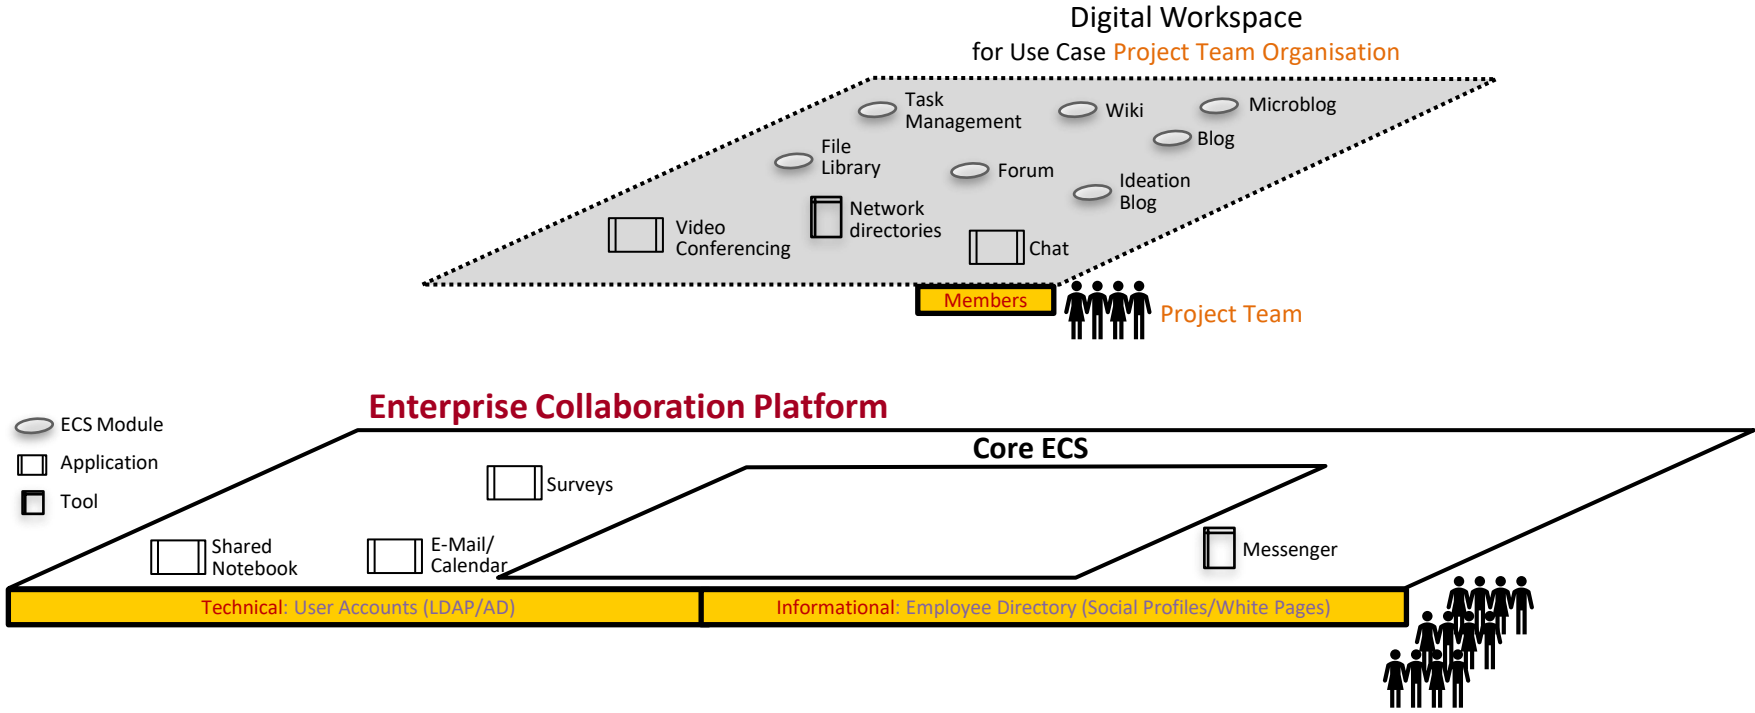 Digital Workspace
for Use Case Project Team Organisation
Task
Management
Wiki
Microblog
Blog
File
Library
Forum
Ideation
Blog
Network
directories
Video
Conferencing
Chat
Members
Project Team
Enterprise Collaboration Platform
ECS Module
Application
Tool
Core ECS
Surveys
Shared
Notebook
E-Mail/
Calendar
Messenger
Technical: User Accounts (LDAP/AD)
Informational: Employee Directory (Social Profiles/White Pages)